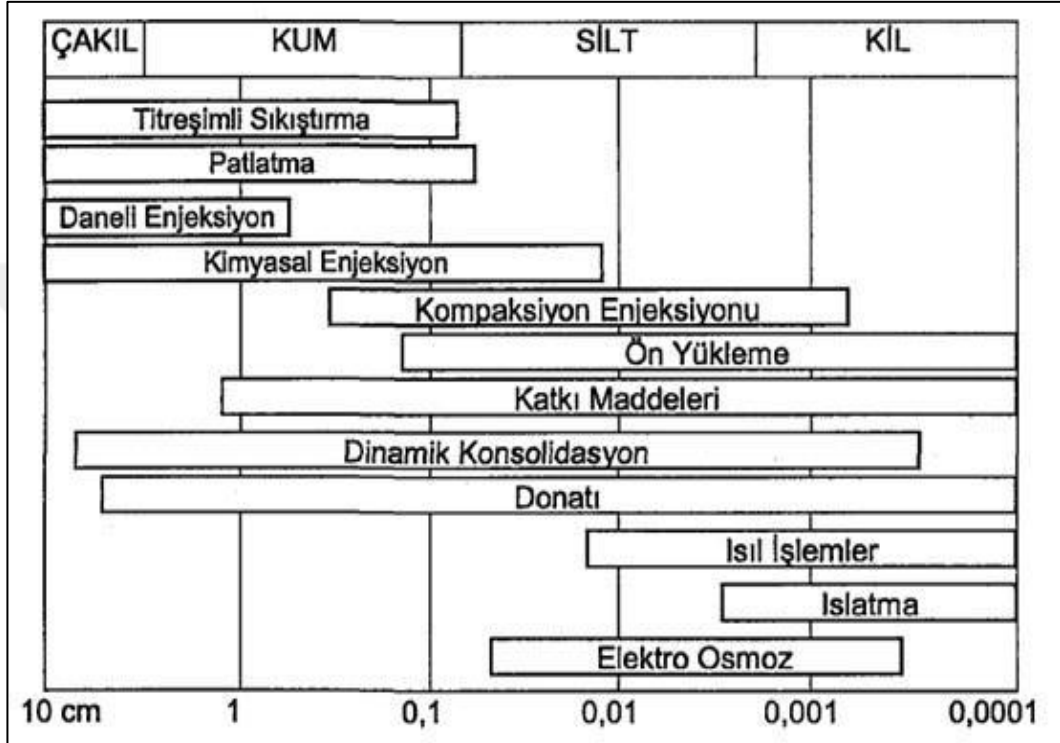 ÇAKIL KUM SİLT KİL
Titreşimli Sıkıştırma
Patlatma
Daneli Enjeksiyon
Kimyasal Enjeksiyon
Kompaksiyon Enjeksiyonu
Ön Yükleme
Katkı Maddeleri
Dinamik Konsolidasyon
Donatı
Isıl İşlemler
Islatma
Elektro Osmoz
10 cm 1 0,1 0,01 0,001 0,0001